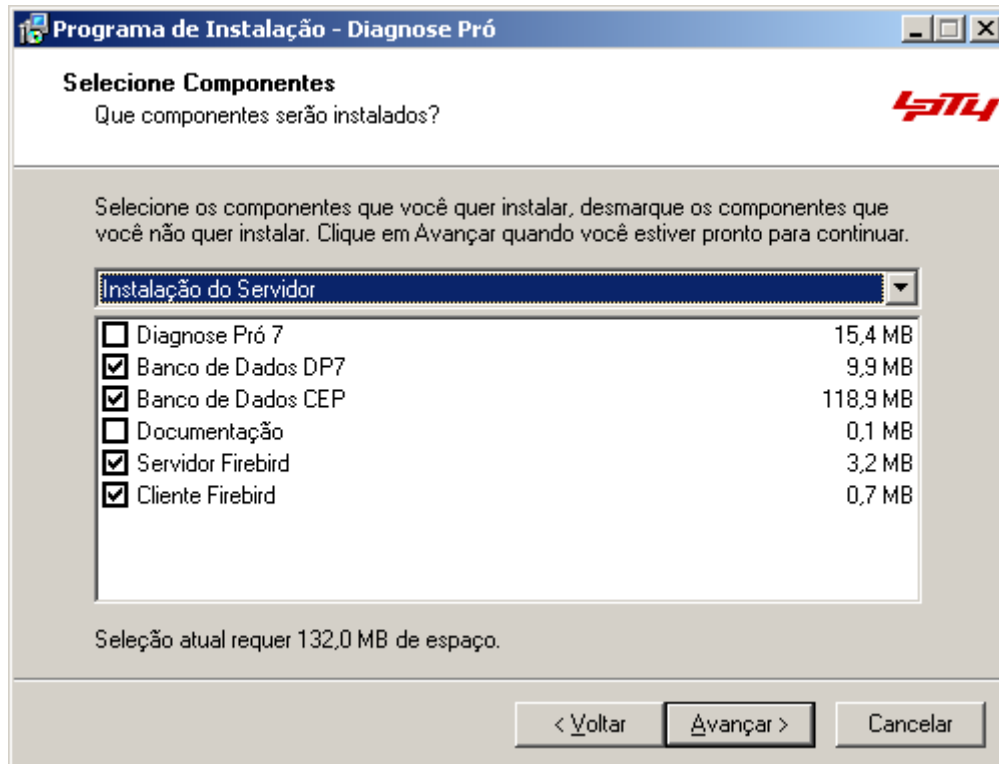 Programa de Instalação - Diagnose Pró
Selecione Componentes
Que componentes serão instalados?
Selecione os componentes que você quer instalar, desmarque os componentes que
você não quer instalar. Clique em Avançar quando você estiver pronto para continuar.
Instalação do Servidor
Diagnose Pró 7 15,4 MB
Banco de Dados DP7 9,9 MB
Banco de Dados CEP 118,9 MB
Documentação 0,1 MB
Servidor Firebird 3,2 MB
Cliente Firebird 0,7 MB
Seleção atual requer 132,0 MB de espaço.
< Voltar Avançar > Cancelar